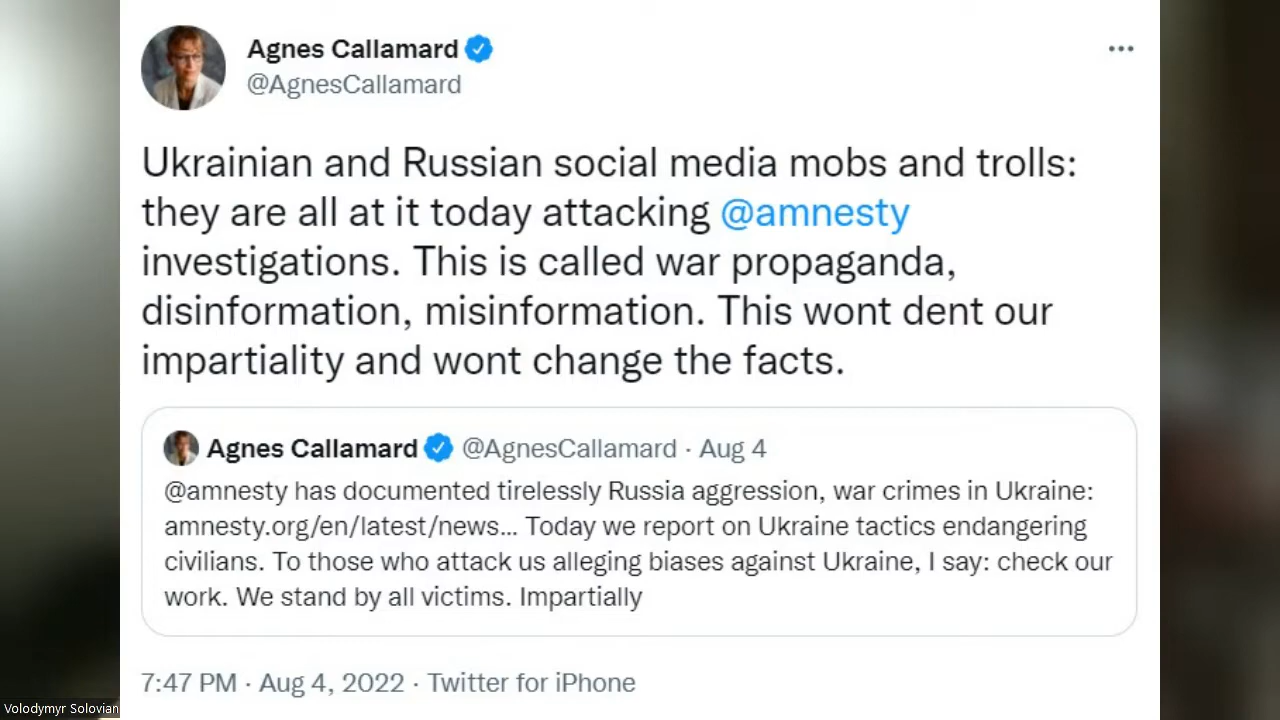 Agnes Callamard
@AgnesCallamard
Ukrainian and Russian social media mobs and trolls:
they are all at it today attacking @amnesty
investigations. This is called war propaganda,
disinformation, misinformation. This wont dent our
impartiality and wont change the facts.
Agnes Callamard @AgnesCallamard · Aug 4
@amnesty has documented tirelessly Russia aggression, war crimes in Ukraine:
amnesty.org/en/latest/news... Today we report on Ukraine tactics endangering
civilians. To those who attack us alleging biases against Ukraine, I say: check our
work. We stand by all victims. Impartially
7:47 PM · Aug 4, 2022 · Twitter for iPhone
Volodymyr Solovian